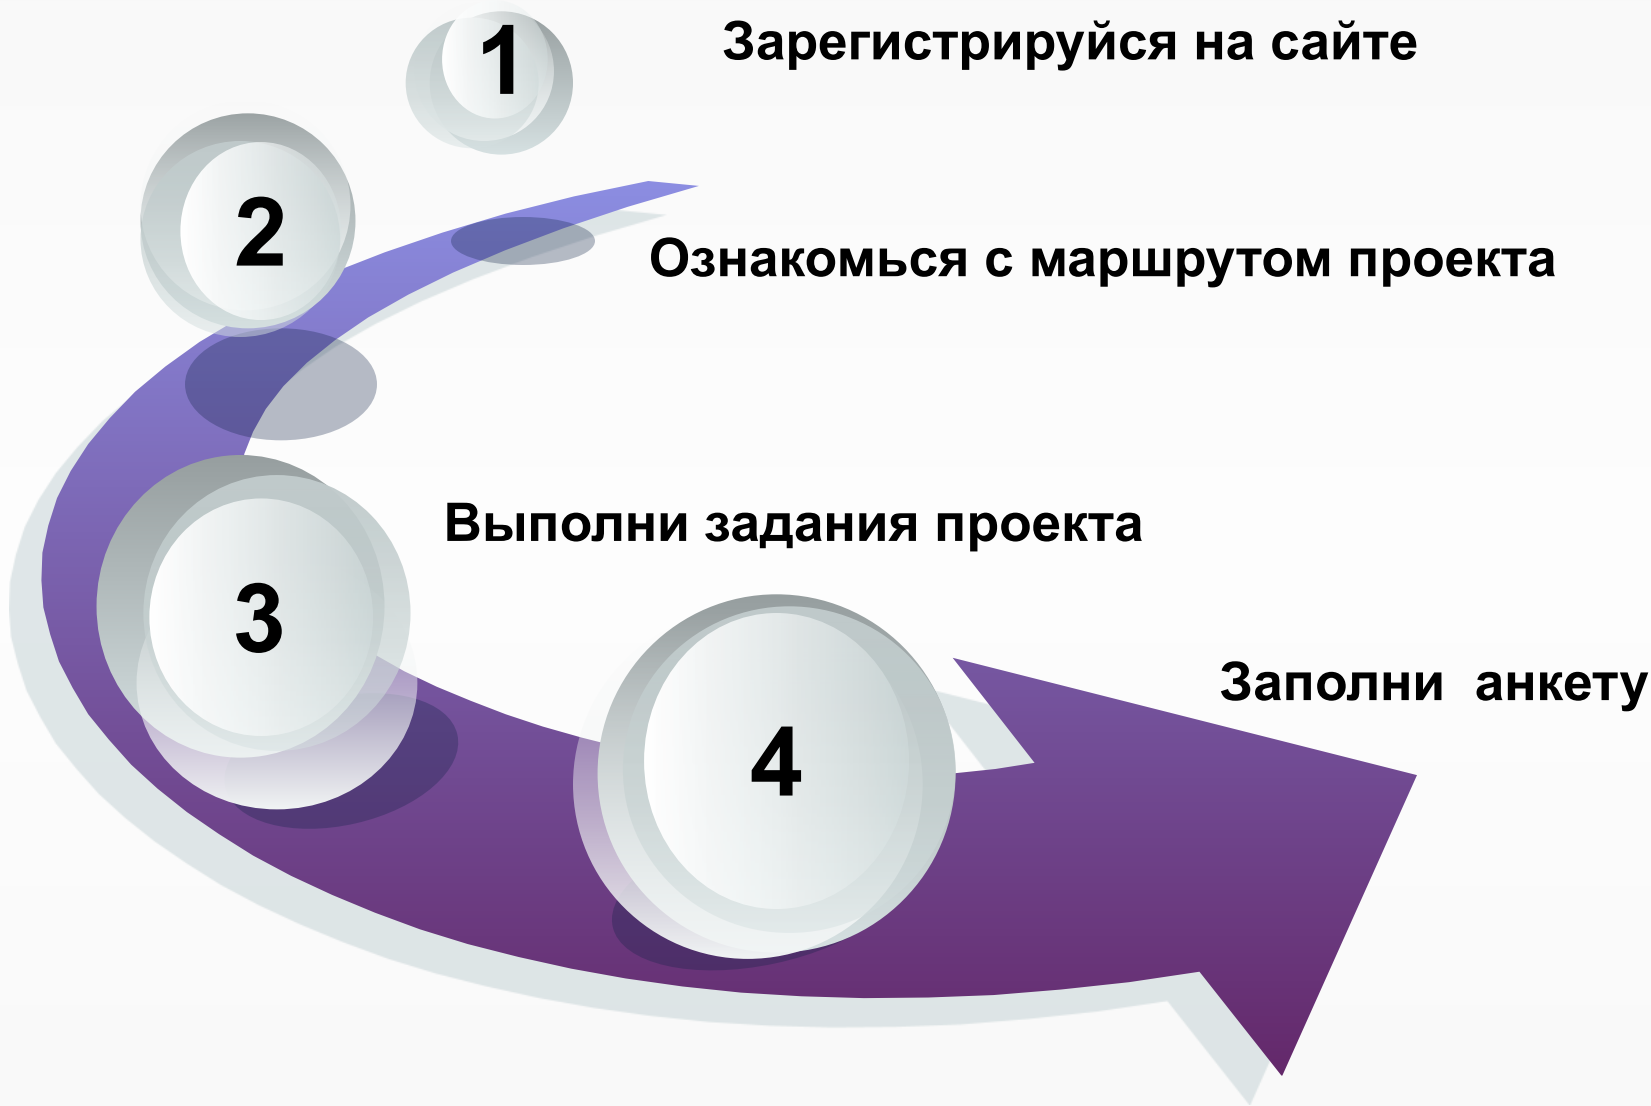 1
Зарегистрируйся на сайте
2
Ознакомься с маршрутом проекта
3
Выполни задания проекта
4
Заполни  анкету